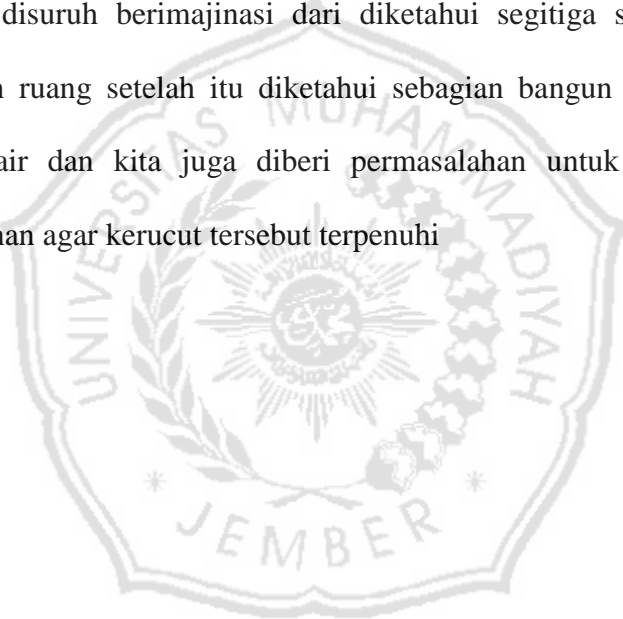 disuruh berimajinasi dari diketahui segitiga
ruang setelah itu diketahui sebagian bangun
air dan kita juga diberi permasalahan untuk
agar kerucut tersebut terpenuhi
UNIVERSITAS MUHAMMADIYAH
JEMBER